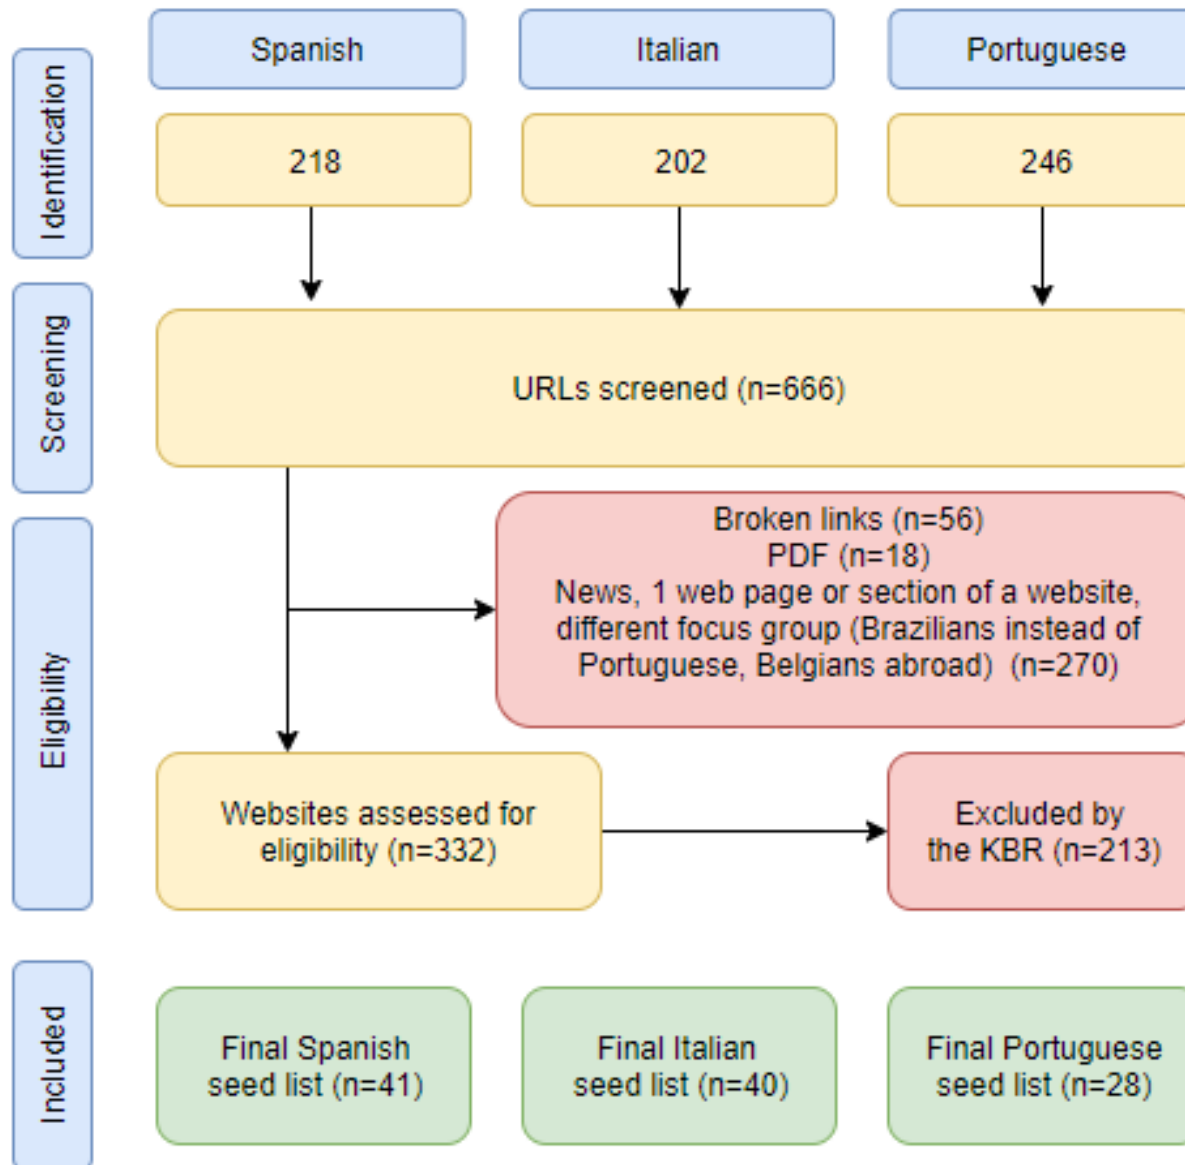 Identification
Spanish
Italian
Portuguese
218
202
246
Screening
URLs screened (n=666)
Eligibility
Broken links (n=56)
PDF (n=18)
News, 1 web page or section of a website,
different focus group (Brazilians instead of
Portuguese, Belgians abroad)  (n=270)
Websites assessed for
eligibility (n=332)
Excluded by
the KBR (n=213)
Included
Final Spanish
seed list (n=41)
Final Italian
seed list (n=40)
Final Portuguese
seed list (n=28)